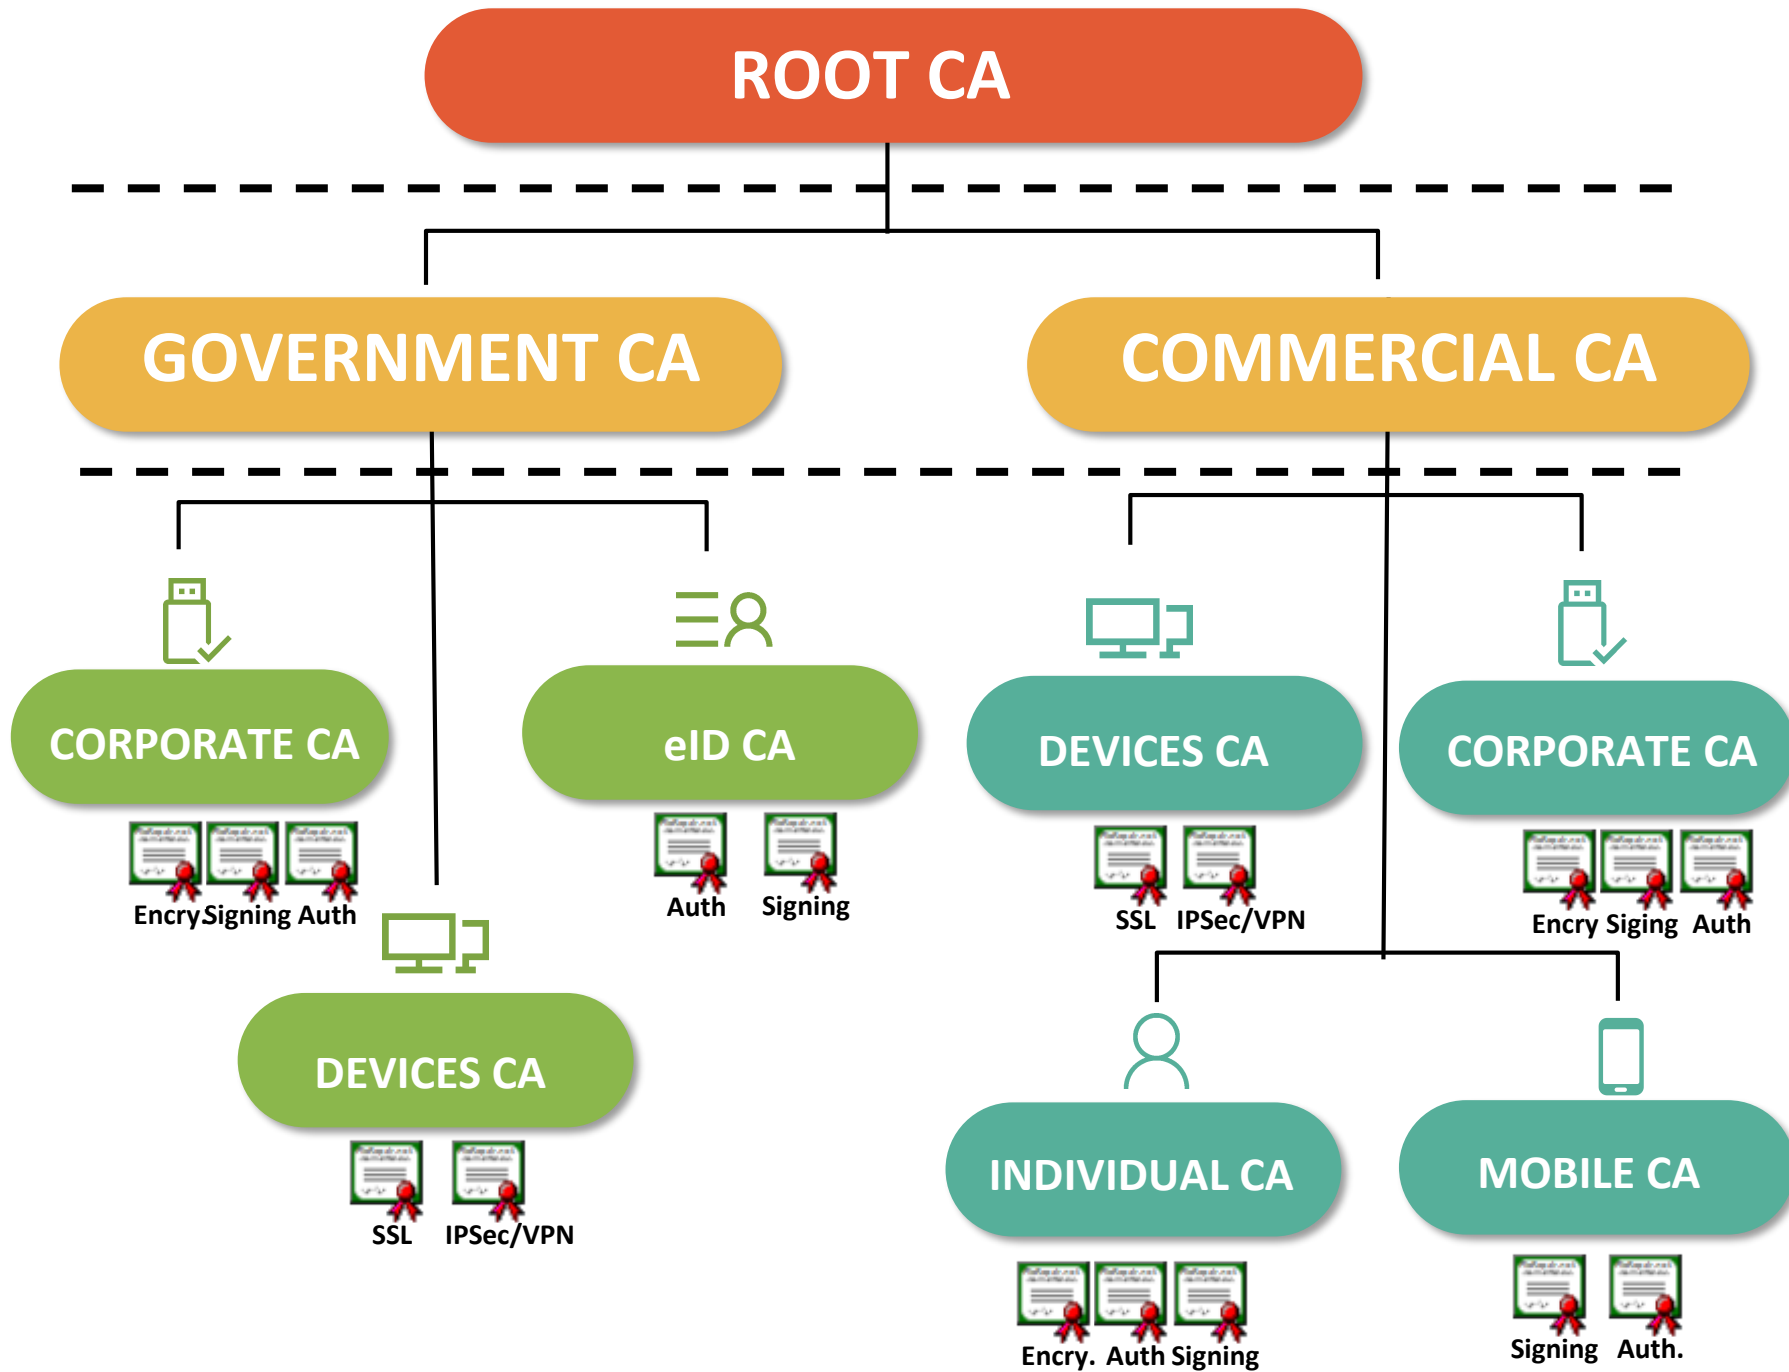 ROOT CA
GOVERNMENT CA
COMMERCIAL CA
CORPORATE CA
eID CA
DEVICES CA
CORPORATE CA
Encry. Signing Auth
Auth Signing
SSL IPSec/VPN
Encry Siging Auth
DEVICES CA
SSL IPSec/VPN
INDIVIDUAL CA
MOBILE CA
Encry. Auth Signing
Signing Auth.